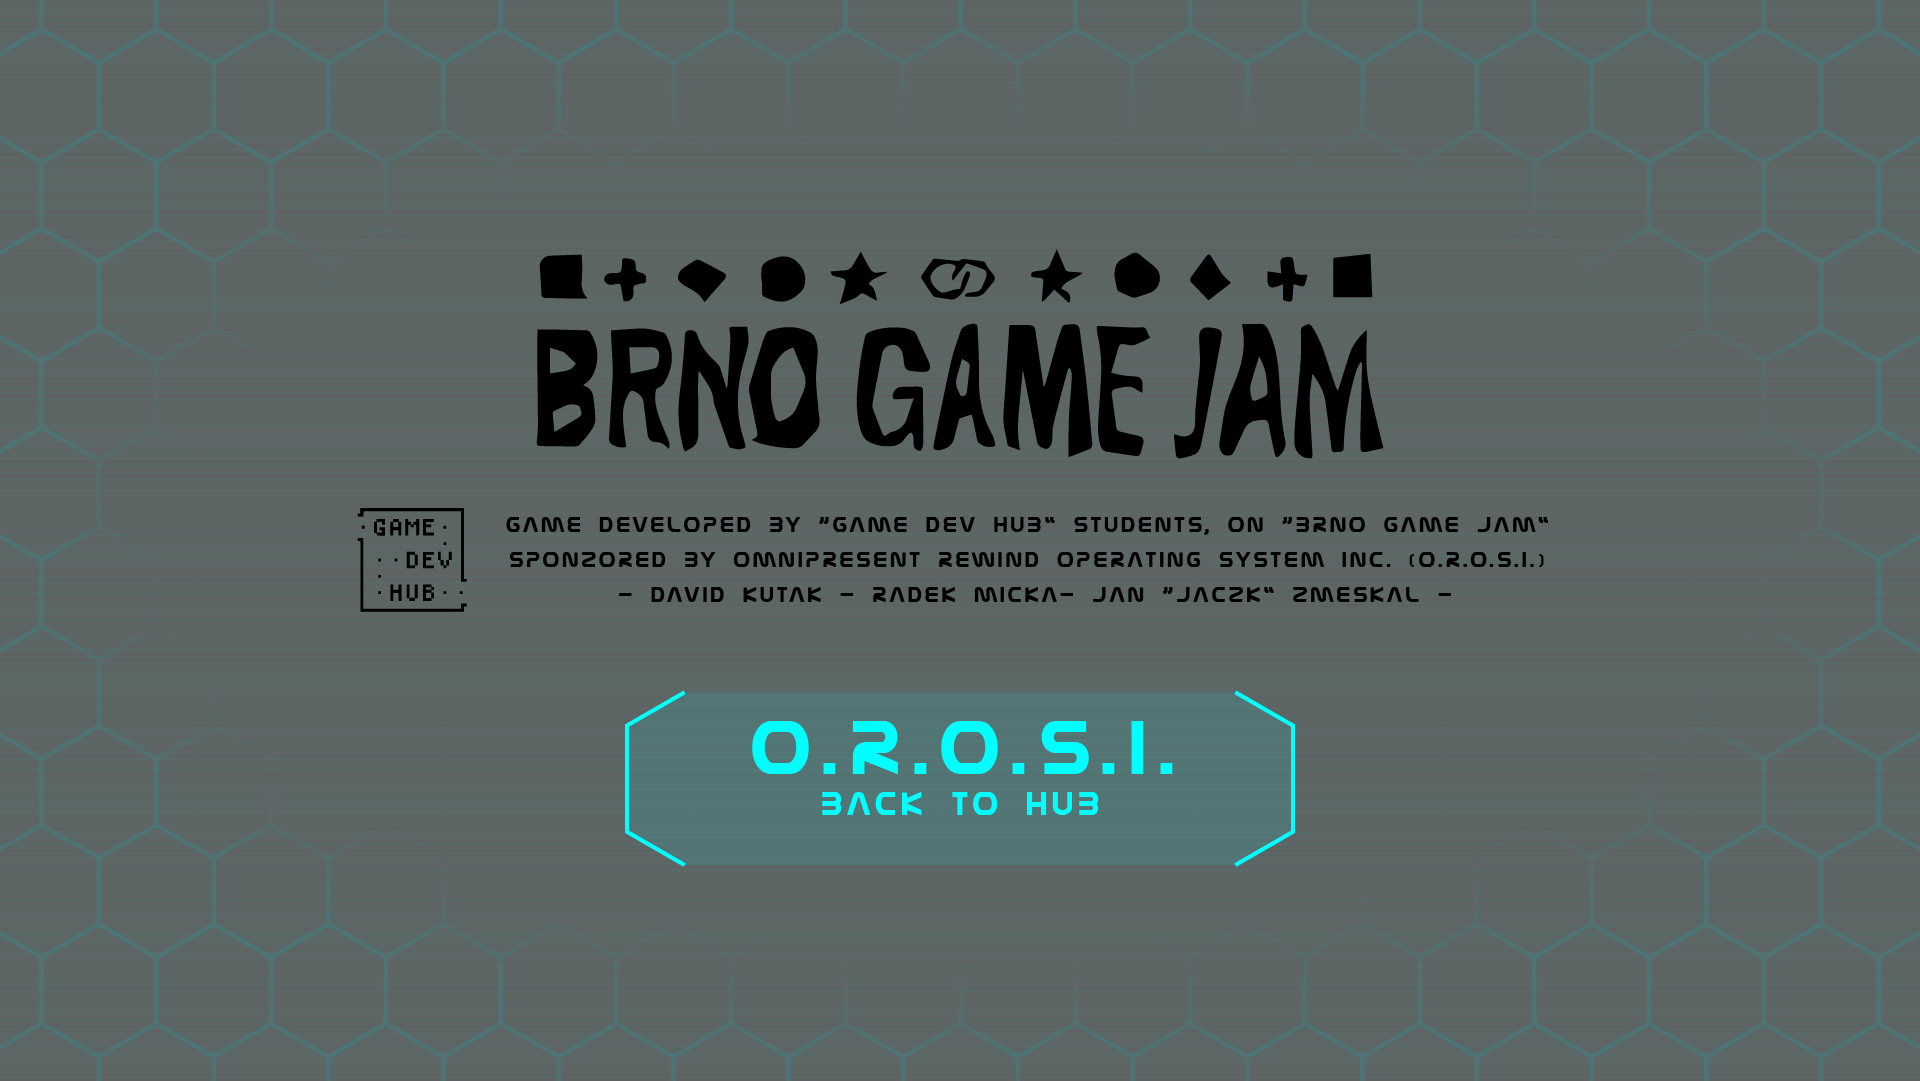 BRNO GAME JAM
GAME
DEV
HUB
GAME DEVELOPED BY "GAME DEV HUB" STUDENTS, ON "BRNO GAME JAM"
SPONZORED BY OMNIPRESENT REWIND OPERATING SYSTEM INC. (O.R.O.S.I.)
- DAVID KUTAK - RADEK MICKA- JAN "JACZK" ZMESKAL -
O.R.O.S.I.
BACK TO HUB